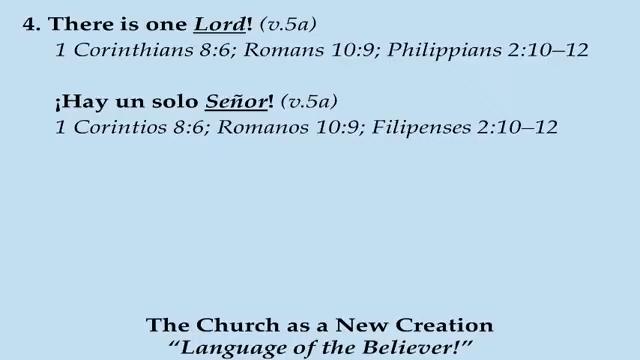 4. There is one Lord! (v.5a)
1 Corinthians 8:6; Romans 10:9; Philippians 2:10–12
¡Hay un solo Señor! (v.5a)
1 Corintios 8:6; Romanos 10:9; Filipenses 2:10–12
The Church as a New Creation
“Language of the Believer!”